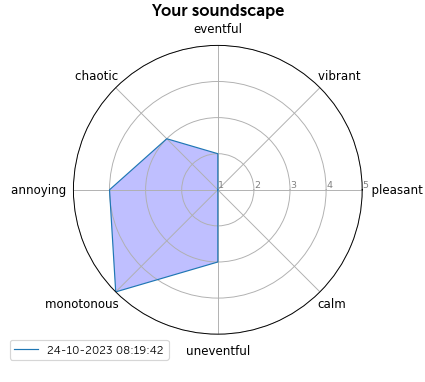 Your soundscape
eventful
chaotic
vibrant
annoying
1 2 3 4 5
pleasant
monotonous
calm
24-10-2023 08:19:42
uneventful